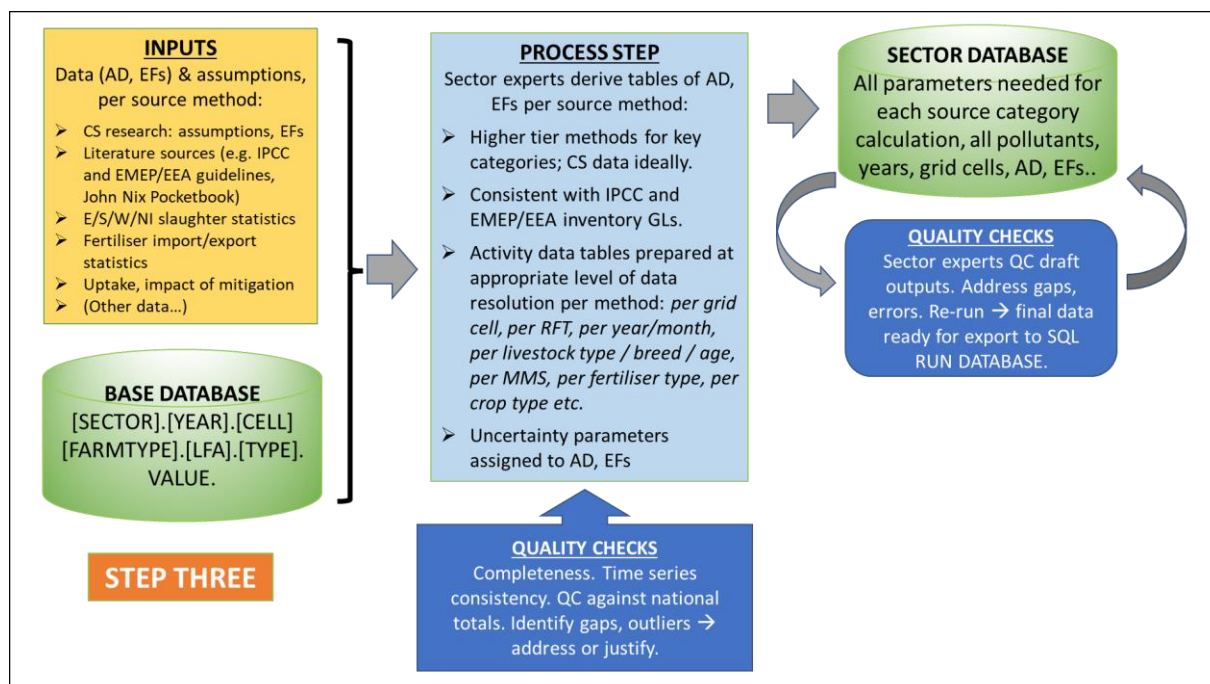 INPUTS
Data (AD, EFs) & assumptions,
per source method:
➢ CS research: assumptions, EFs
➢ Literature sources (e.g. IPCC
and EMEP/EEA guidelines,
John Nix Pocketbook)
➢ E/S/W/NI slaughter statistics
➢ Fertiliser import/export
statistics
➢ Uptake, impact of mitigation
➢ (Other data…)
BASE DATABASE
[SECTOR].[YEAR].[CELL]
[FARMTYPE].[LFA].[TYPE].
VALUE.
STEP THREE
PROCESS STEP
Sector experts derive tables of AD,
EFs per source method:
➢ Higher tier methods for key
categories; CS data ideally.
➢ Consistent with IPCC and
EMEP/EEA inventory GLs.
➢ Activity data tables prepared at
appropriate level of data
resolution per method: per grid
cell, per RFT, per year/month,
per livestock type / breed / age,
per MMS, per fertiliser type, per
crop type etc.
➢ Uncertainty parameters
assigned to AD, EFs
QUALITY CHECKS
Completeness. Time series
consistency. QC against national
totals. Identify gaps, outliers →
address or justify.
SECTOR DATABASE
All parameters needed for
each source category
calculation, all pollutants,
years, grid cells, AD, EFs..
QUALITY CHECKS
Sector experts QC draft
outputs. Address gaps,
errors. Re-run → final data
ready for export to SQL
RUN DATABASE.